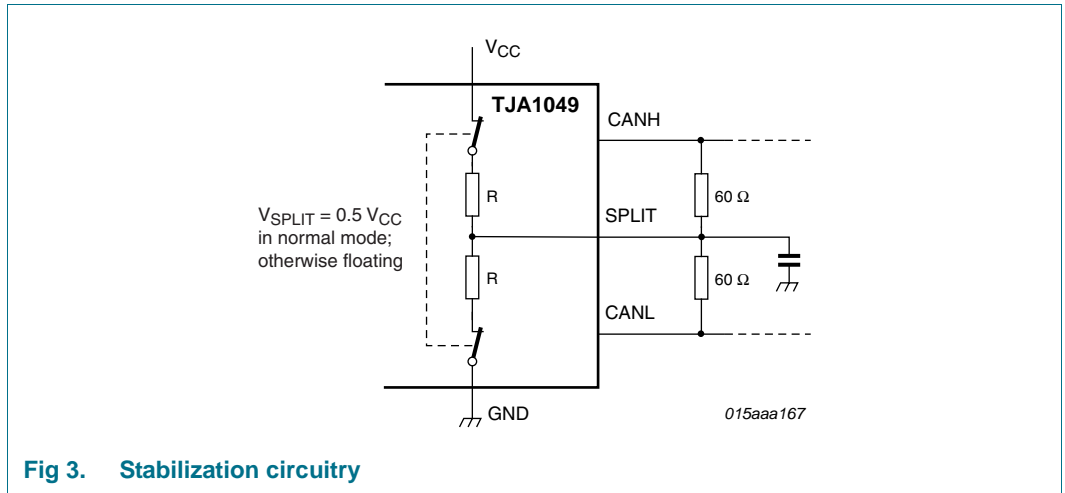 VCC
TJA1049
CANH
R
60 Ω
VSPLIT = 0.5 VCC
in normal mode;
otherwise floating
SPLIT
R
60 Ω
CANL
GND
015aaa167
Fig 3. Stabilization circuitry